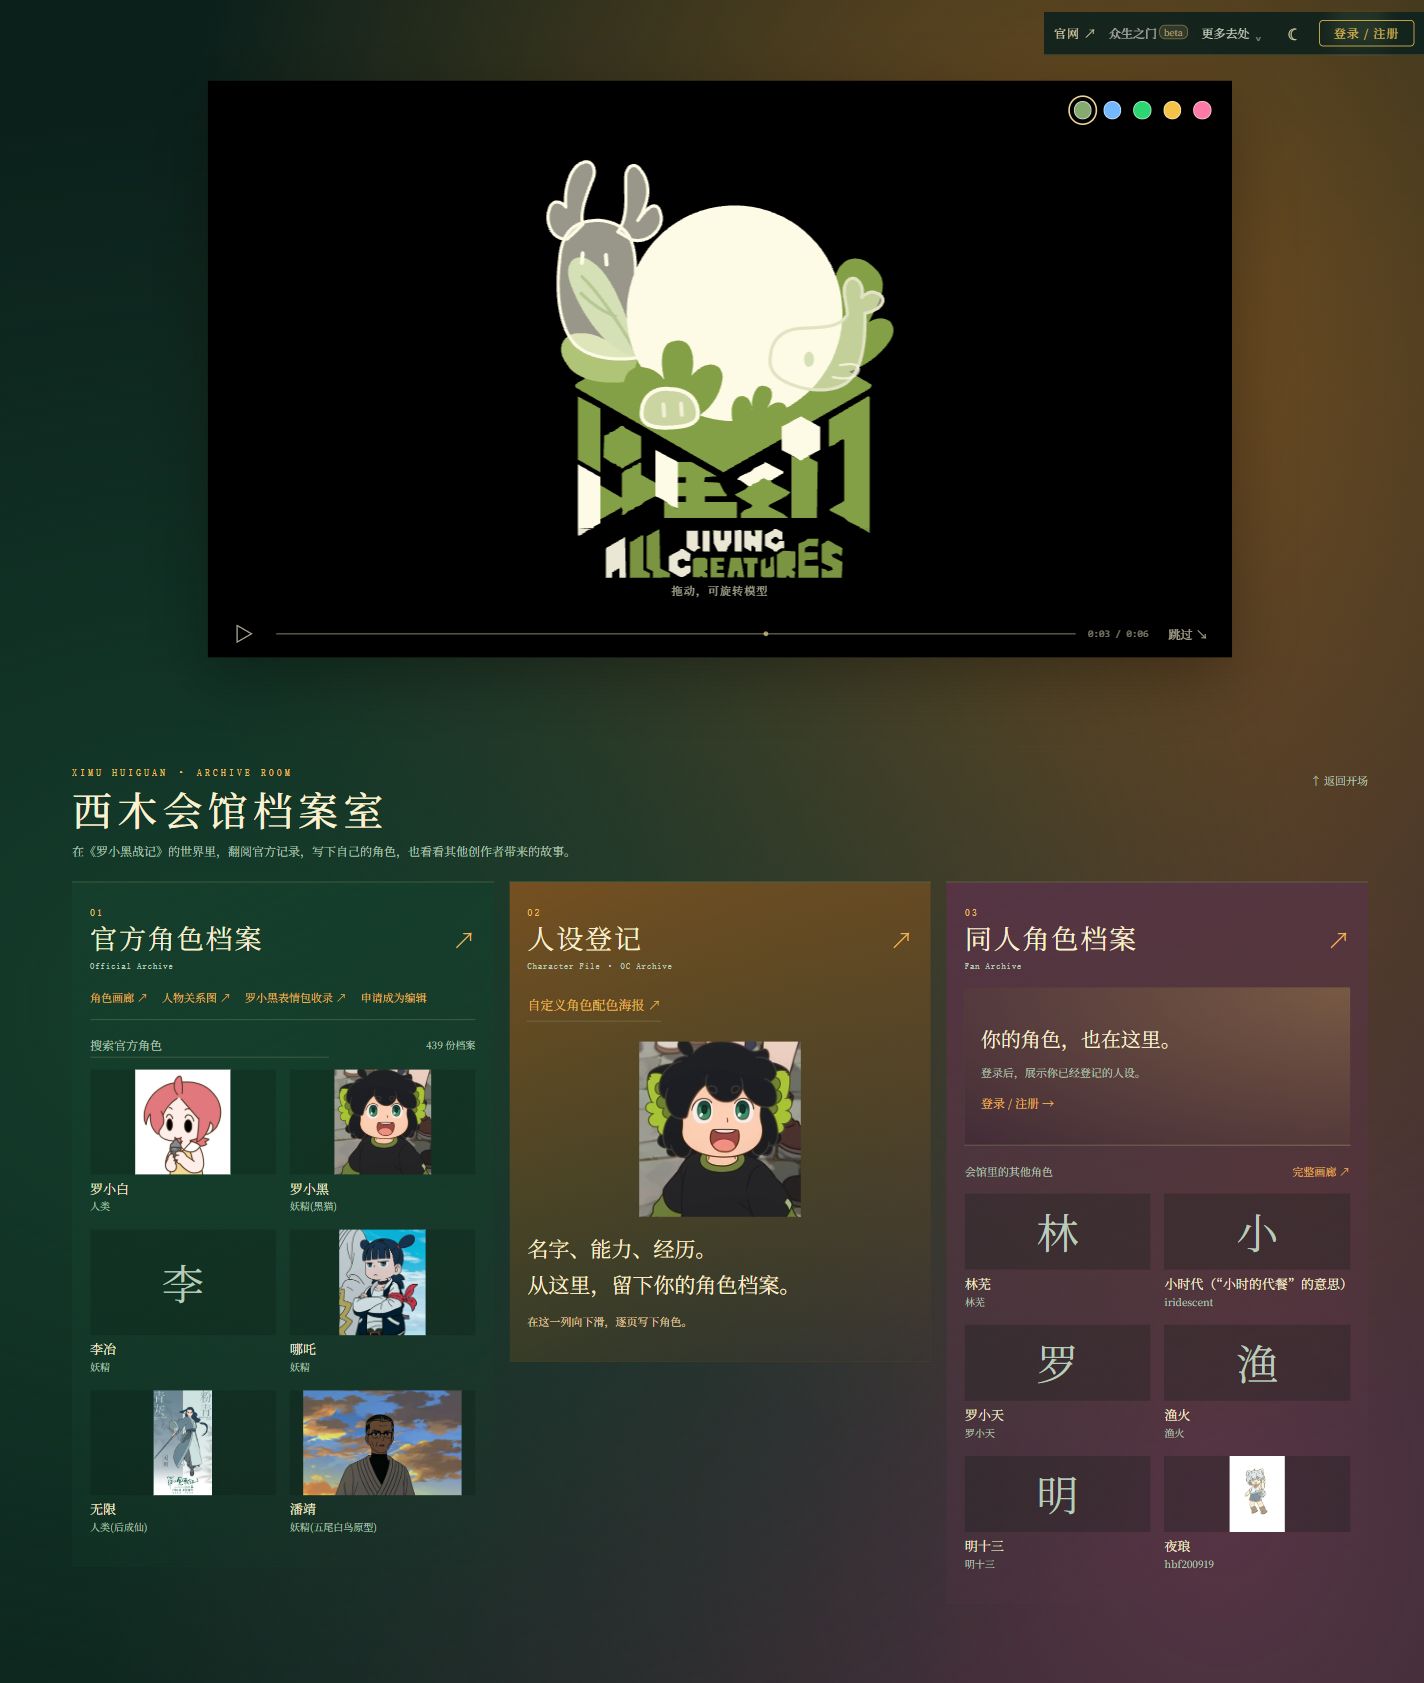 官网 ↗ 众生之门 beta 更多去处 ⌄ 登录 / 注册
众生之门
ALL LIVING CREATURES
拖动，可旋转模型
0:03 / 0:06 跳过 ↘
XIMU HUIGUAN · ARCHIVE ROOM
↑ 返回开场
西木会馆档案室
在《罗小黑战记》的世界里，翻阅官方记录，写下自己的角色，也看看其他创作者带来的故事。
01
官方角色档案 ↗
Official Archive
角色画廊 ↗ 人物关系图 ↗ 罗小黑表情包收录 ↗ 申请成为编辑
搜索官方角色 439 份档案
罗小白
人类
罗小黑
妖精(黑猫)
李
李冶
妖精
哪吒
妖精
无限
人类(后成仙)
潘靖
妖精(五尾白鸟原型)
02
人设登记 ↗
Character File · OC Archive
自定义角色配色海报 ↗
名字、能力、经历。
从这里，留下你的角色档案。
在这一列向下滑，逐页写下角色。
03
同人角色档案 ↗
Fan Archive
你的角色，也在这里。
登录后，展示你已经登记的人设。
登录 / 注册 →
会馆里的其他角色 完整画廊 ↗
林
林芜
林芜
小
小时代（“小时的代餐”的意思）
iridescent
罗
罗小天
罗小天
渔
渔火
渔火
明
明十三
明十三
夜琅
hbf200919